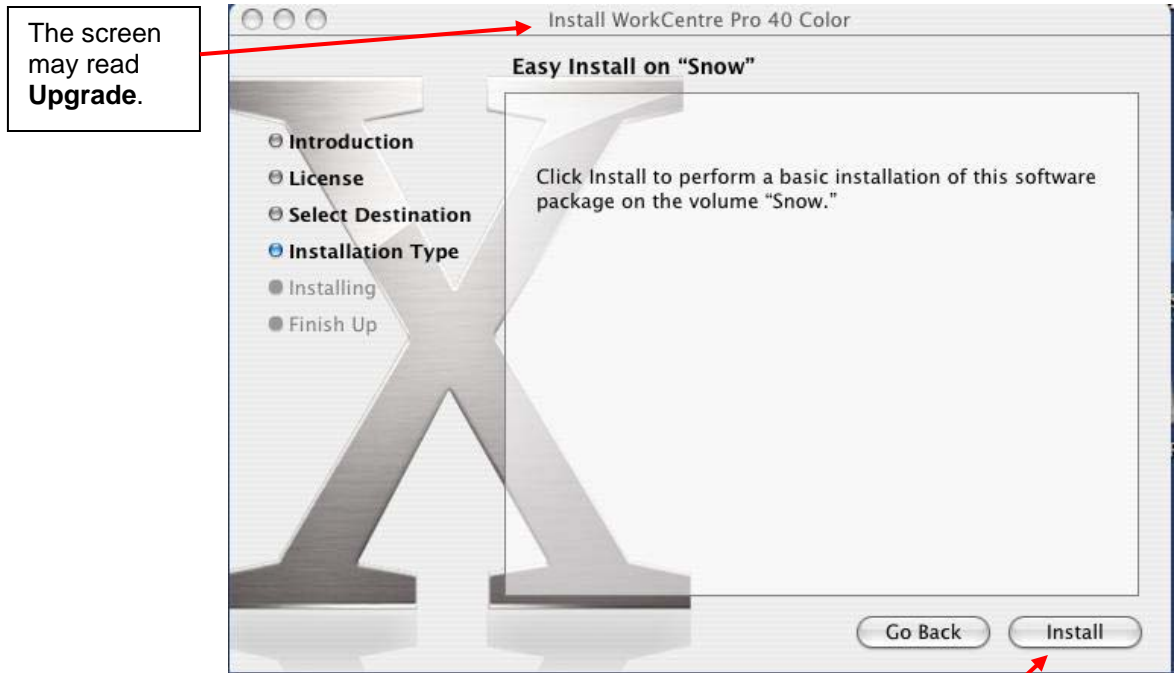 The screen
may read
Upgrade.
Install WorkCentre Pro 40 Color
Easy Install on “Snow”
Introduction
License
Select Destination
Installation Type
Installing
Finish Up
Click Install to perform a basic installation of this software
package on the volume “Snow.”
Go Back
Install